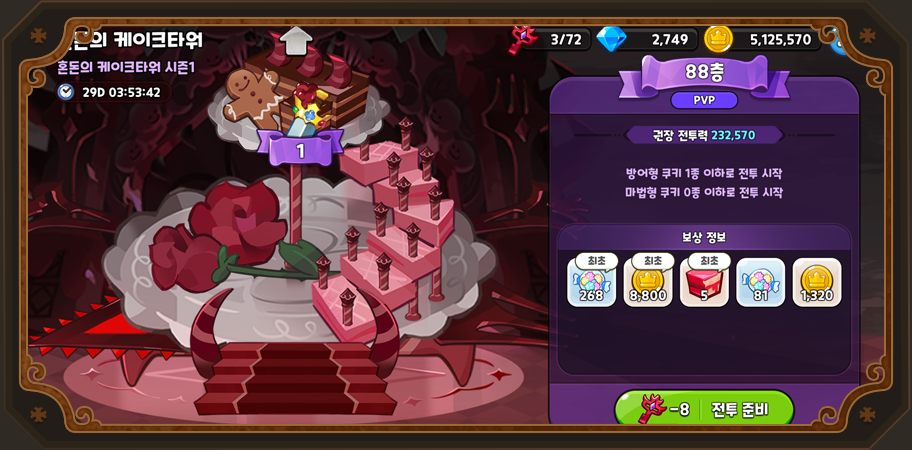 혼돈의 케이크타워
혼돈의 케이크타워 시즌1
29D 03:53:42
3/72
2,749
5,125,570
1
88층
PVP
권장 전투력 232,570
방어형 쿠키 1종 이하로 전투 시작
마법형 쿠키 0종 이하로 전투 시작
보상 정보
최초 최초 최초
268 8,800 5 81 1,320
-8 전투 준비